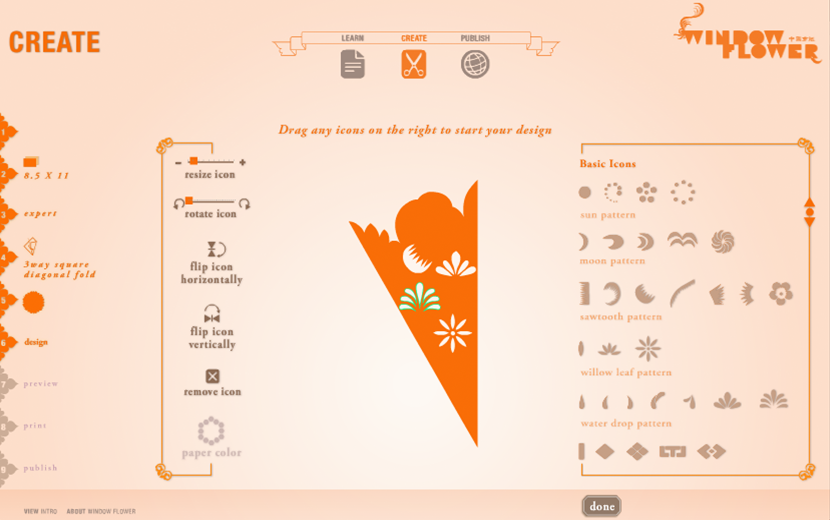 CREATE
LEARN
CREATE
PUBLISH
WINDOW
FLOWER
Drag any icons on the right to start your design
1
2
8.5 X 11
3
expert
4
3way square
diagonal fold
5
6
design
7
preview
8
print
9
publish
- +
resize icon
rotate icon
flip icon
horizontally
flip icon
vertically
remove icon
paper color
Basic Icons
sun pattern
moon pattern
sawtooth pattern
willow leaf pattern
water drop pattern
done
VIEW INTRO ABOUT WINDOW FLOWER